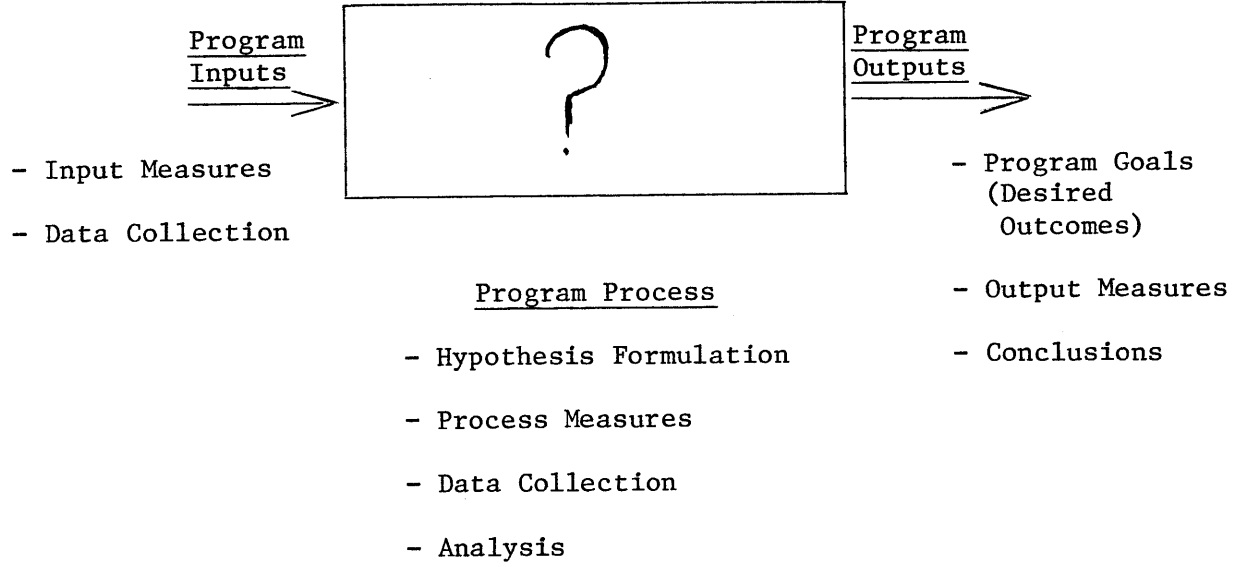 Program
Inputs
- Input Measures
- Data Collection
?
Program Process
- Hypothesis Formulation
- Process Measures
- Data Collection
- Analysis
Program
Outputs
- Program Goals
(Desired
Outcomes)
- Output Measures
- Conclusions